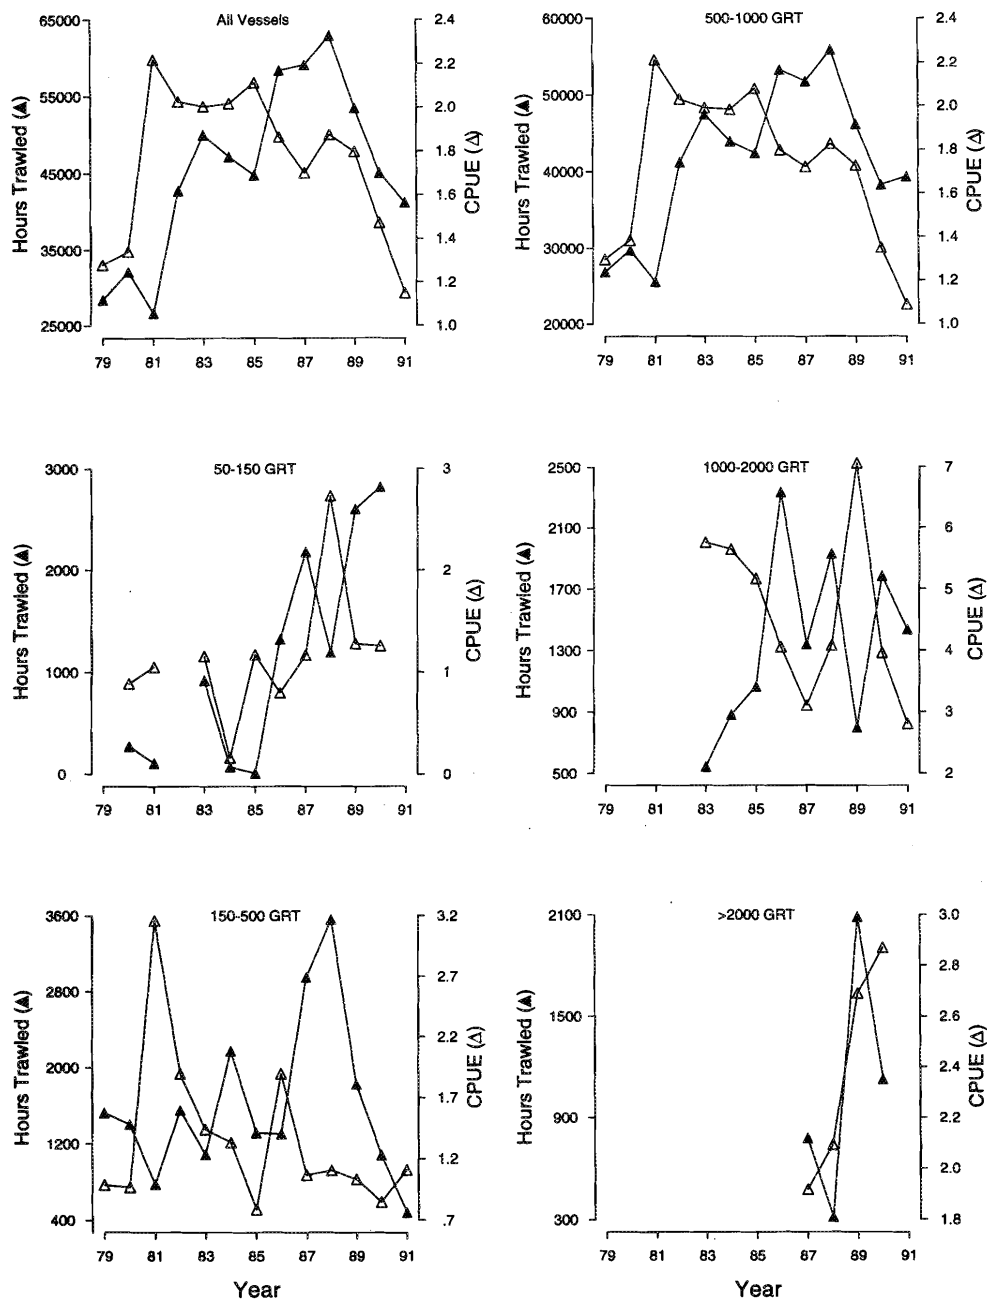 All Vessels
Hours Trawled (▲)
65000
55000
45000
35000
25000
2.4
2.2
2.0
1.8
1.6
1.4
1.2
1.0
CPUE (Δ)
79 81 83 85 87 89 91
500-1000 GRT
Hours Trawled (▲)
60000
50000
40000
30000
20000
2.4
2.2
2.0
1.8
1.6
1.4
1.2
1.0
CPUE (Δ)
79 81 83 85 87 89 91
50-150 GRT
Hours Trawled (▲)
3000
2000
1000
0
3
2
1
0
CPUE (Δ)
79 81 83 85 87 89 91
1000-2000 GRT
Hours Trawled (▲)
2500
2100
1700
1300
900
500
7
6
5
4
3
2
CPUE (Δ)
79 81 83 85 87 89 91
150-500 GRT
Hours Trawled (▲)
3600
2800
2000
1200
400
3.2
2.7
2.2
1.7
1.2
.7
CPUE (Δ)
79 81 83 85 87 89 91
Year
>2000 GRT
Hours Trawled (▲)
2100
1500
900
300
3.0
2.8
2.6
2.4
2.2
2.0
1.8
CPUE (Δ)
79 81 83 85 87 89 91
Year